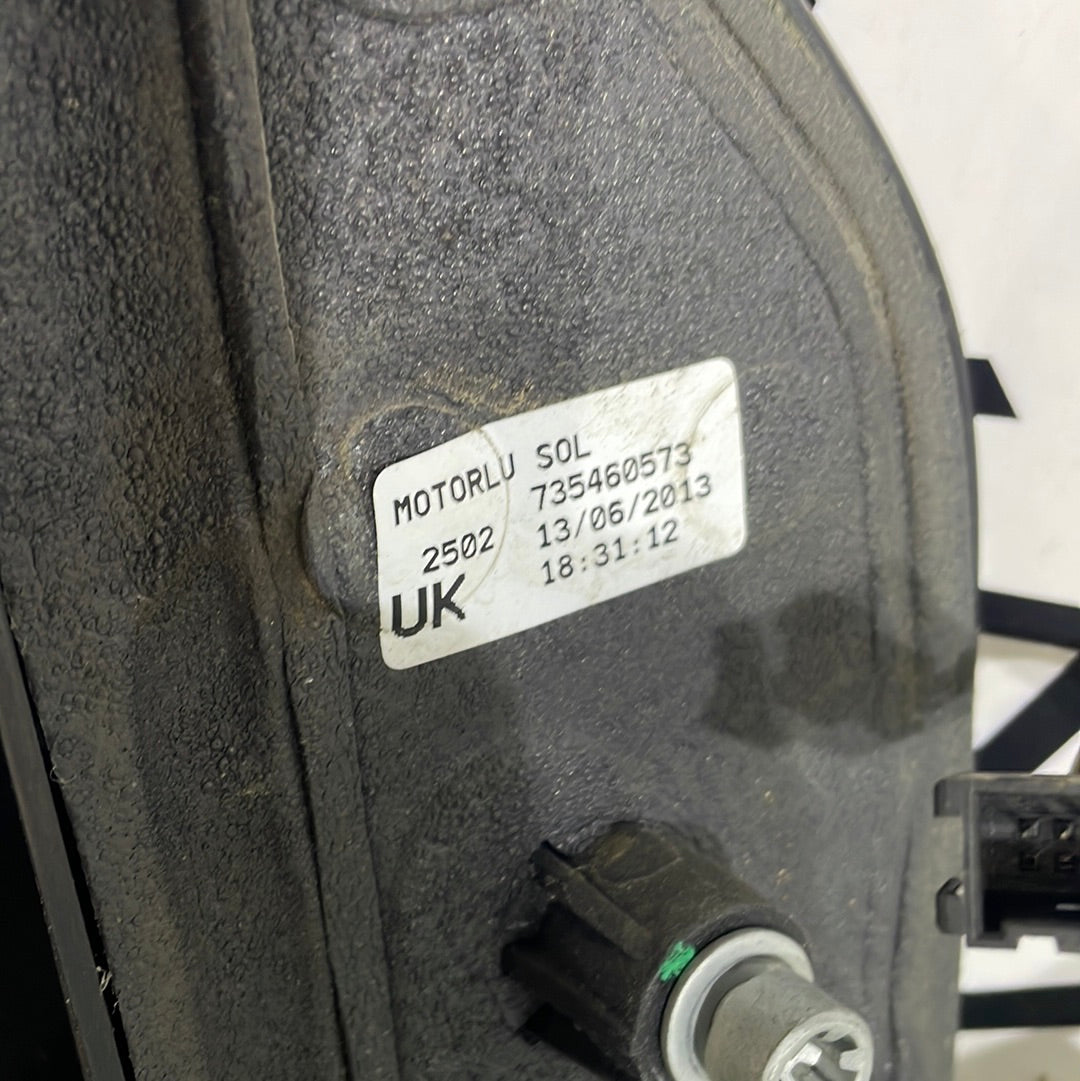 MOTORLU SOL
735460573
2502 13/06/2013
UK 18:31:12